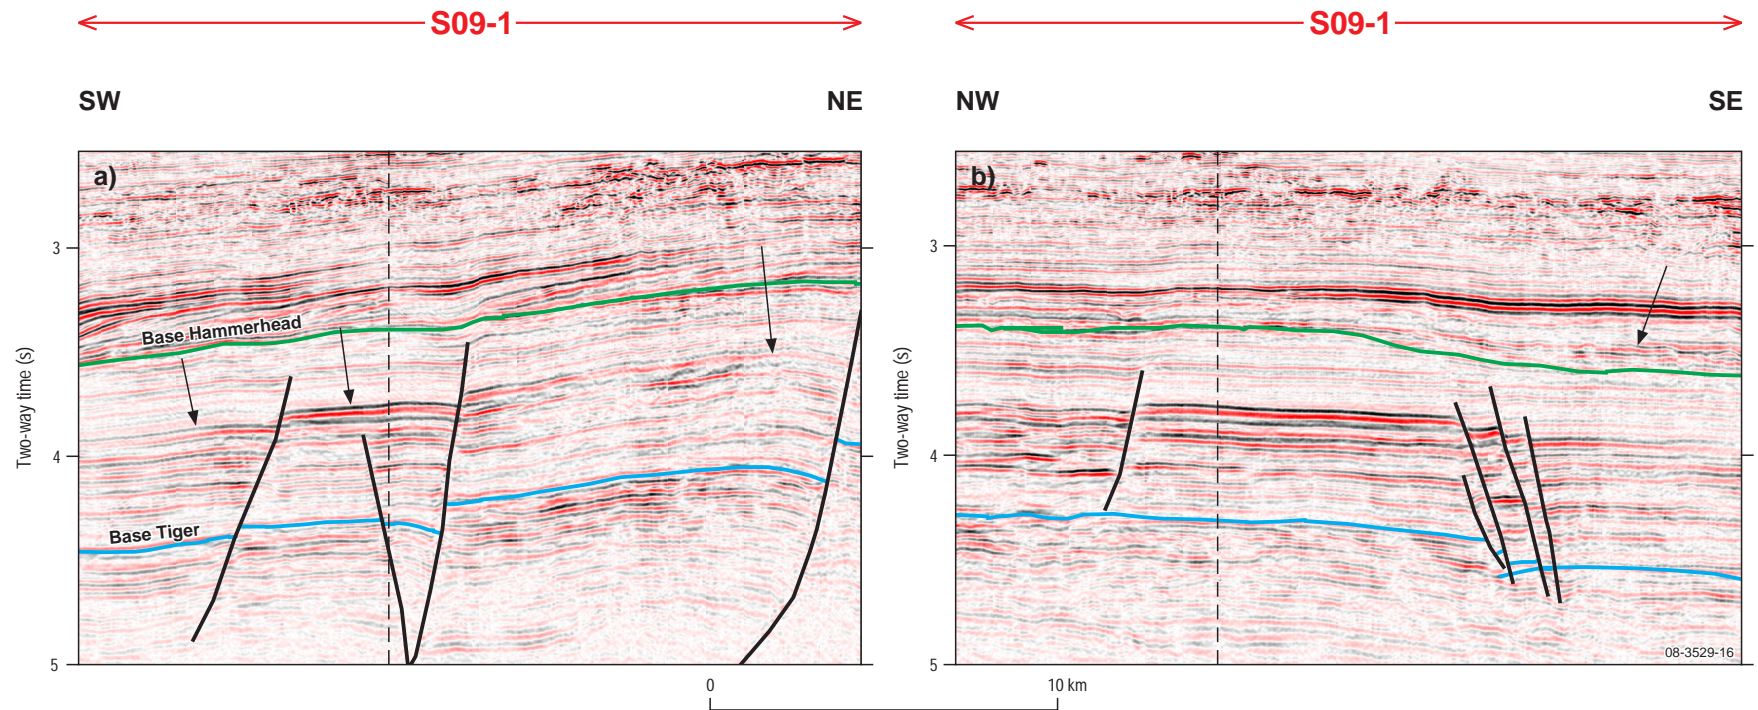 S09-1
S09-1
SW
NE
NW
SE
a)
b)
3
3
Base Hammerhead
Two-way time (s)
Two-way time (s)
4
4
Base Tiger
08-3529-16
5
5
0
10 km